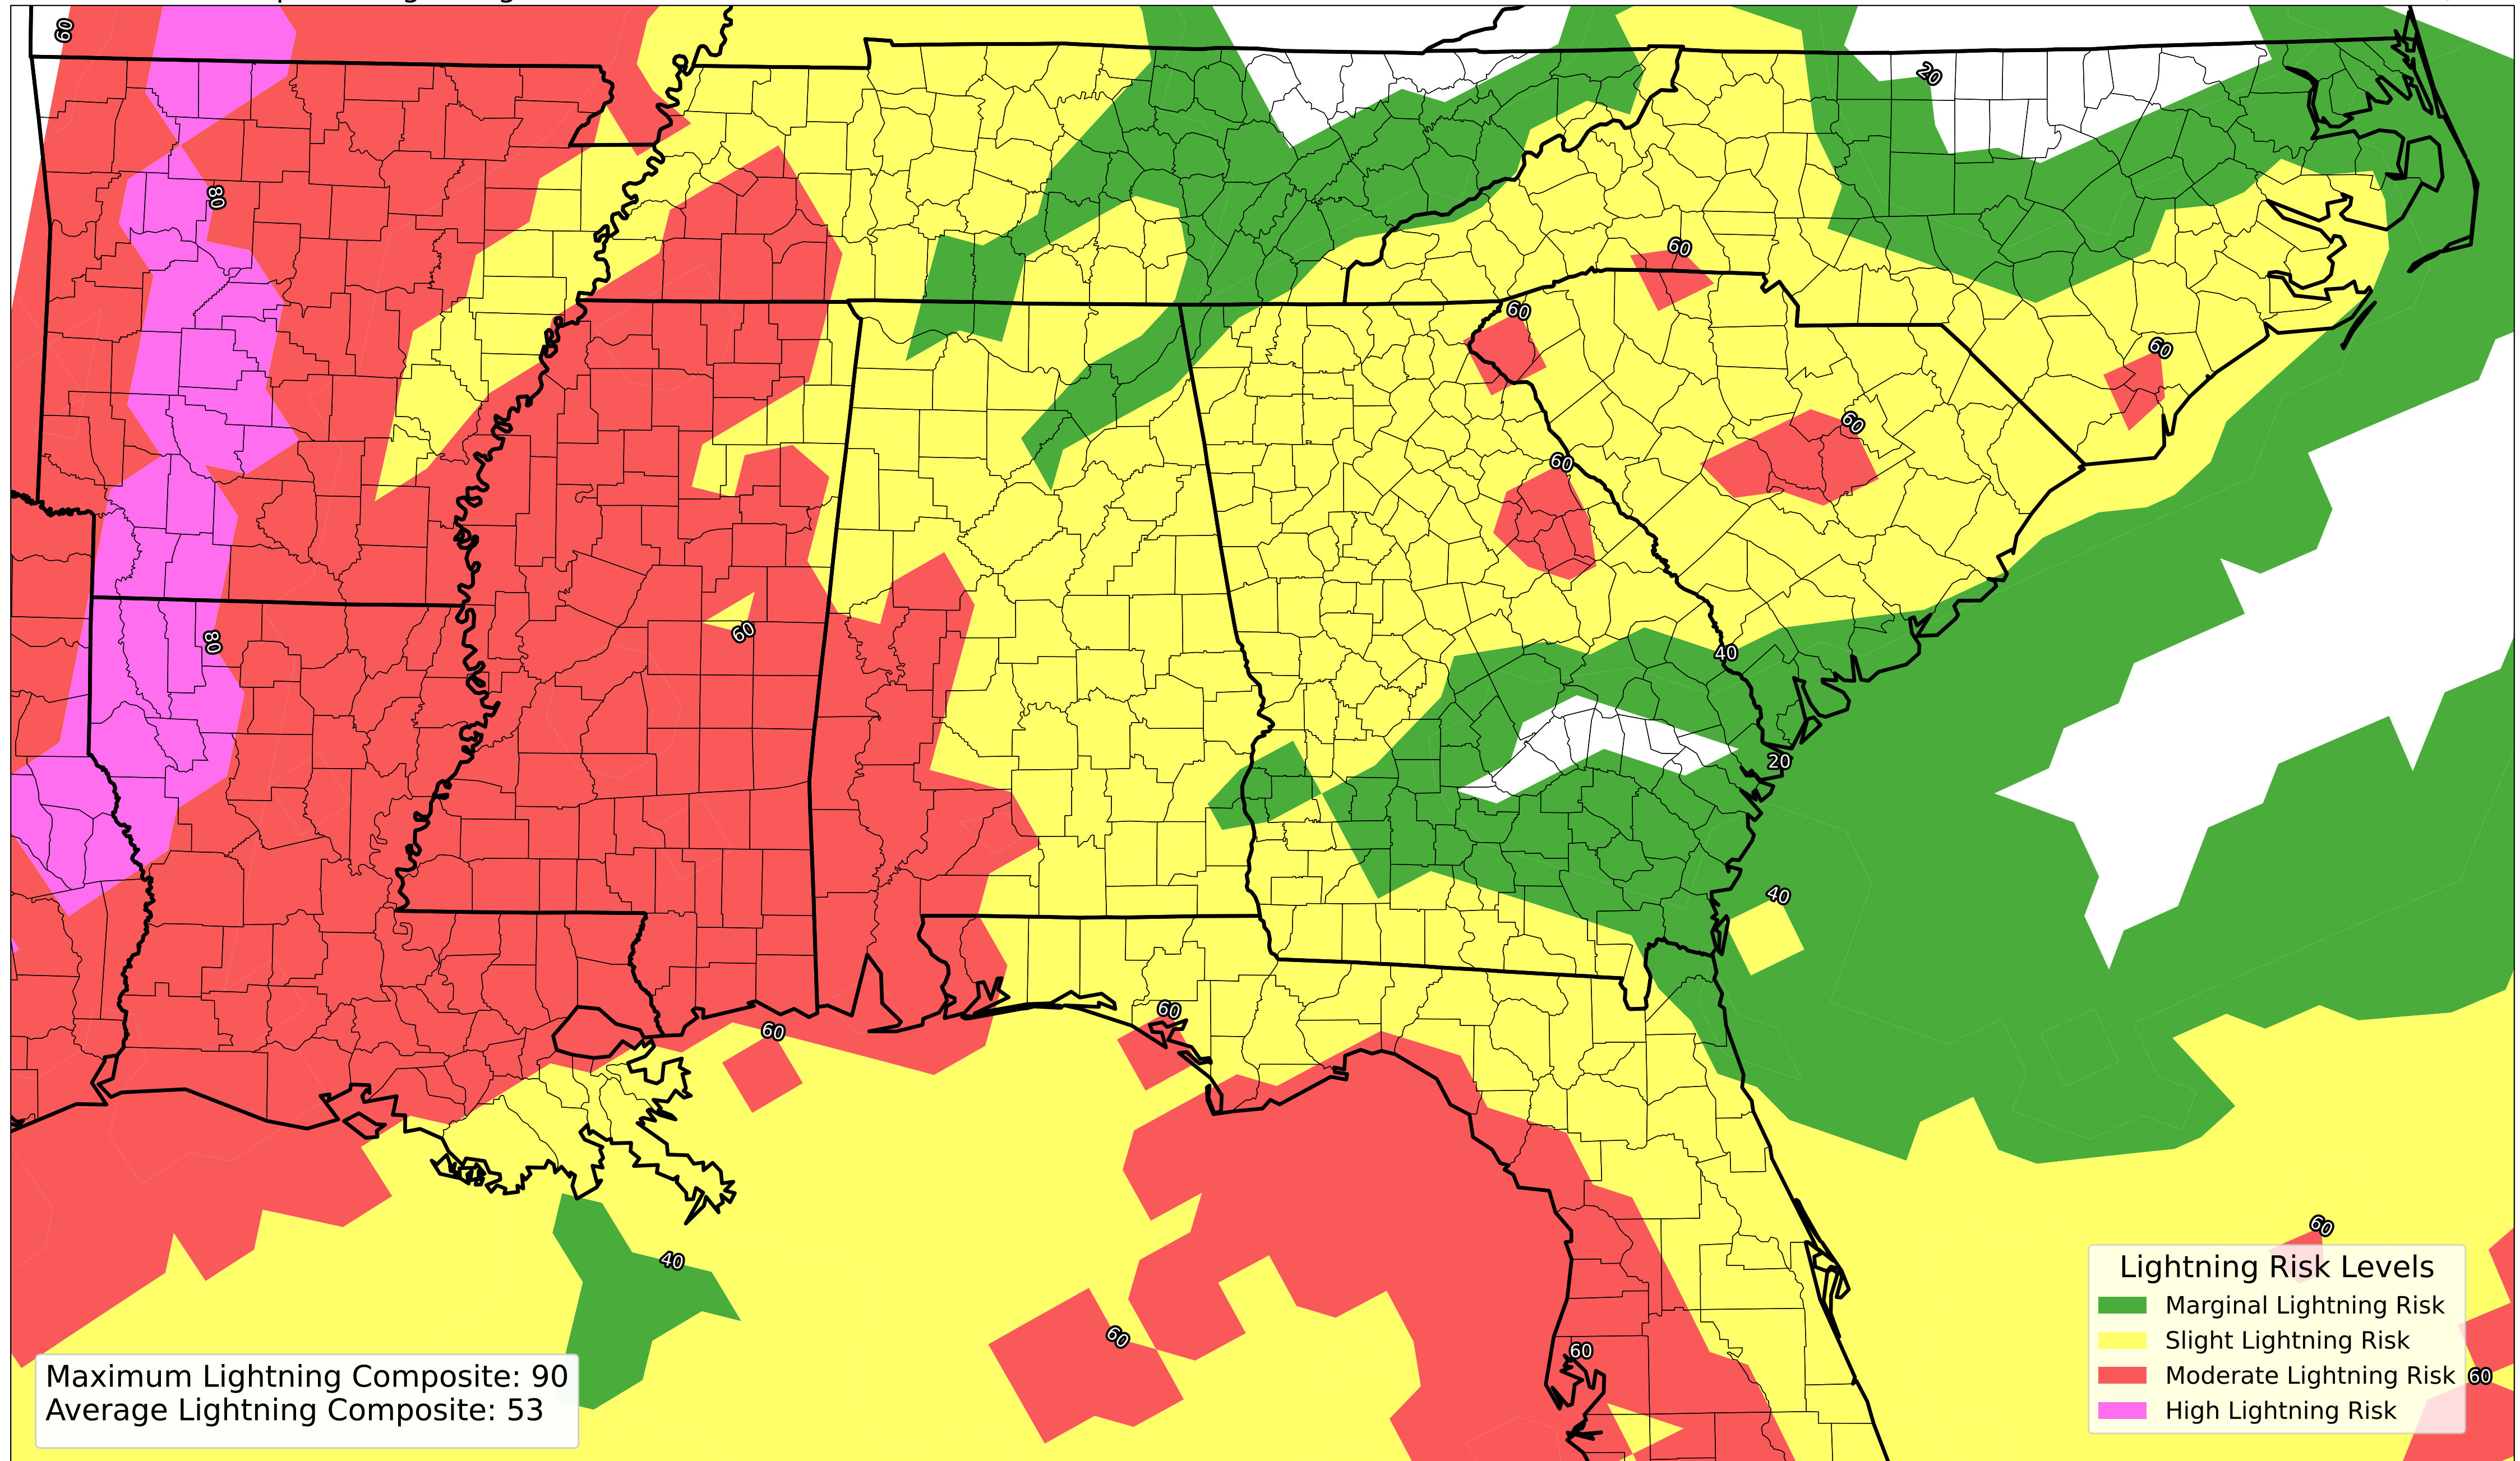 60
20
80
60
60
60
60
60
60
80
40
20
40
60
60
40
60
60
60
60
Lightning Risk Levels
Marginal Lightning Risk
Slight Lightning Risk
Moderate Lightning Risk
High Lightning Risk
Maximum Lightning Composite: 90
Average Lightning Composite: 53